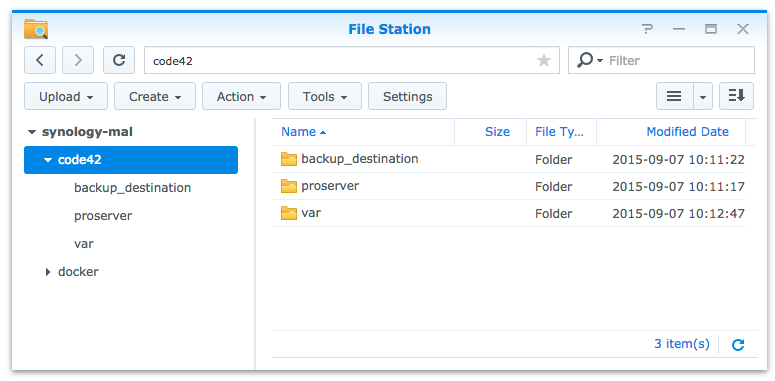 File Station
code42
Filter
Upload Create Action Tools Settings
synology-mal
code42
backup_destination
proserver
var
docker
Name Size File Ty... Modified Date
backup_destination Folder 2015-09-07 10:11:22
proserver Folder 2015-09-07 10:11:17
var Folder 2015-09-07 10:12:47
3 item(s)